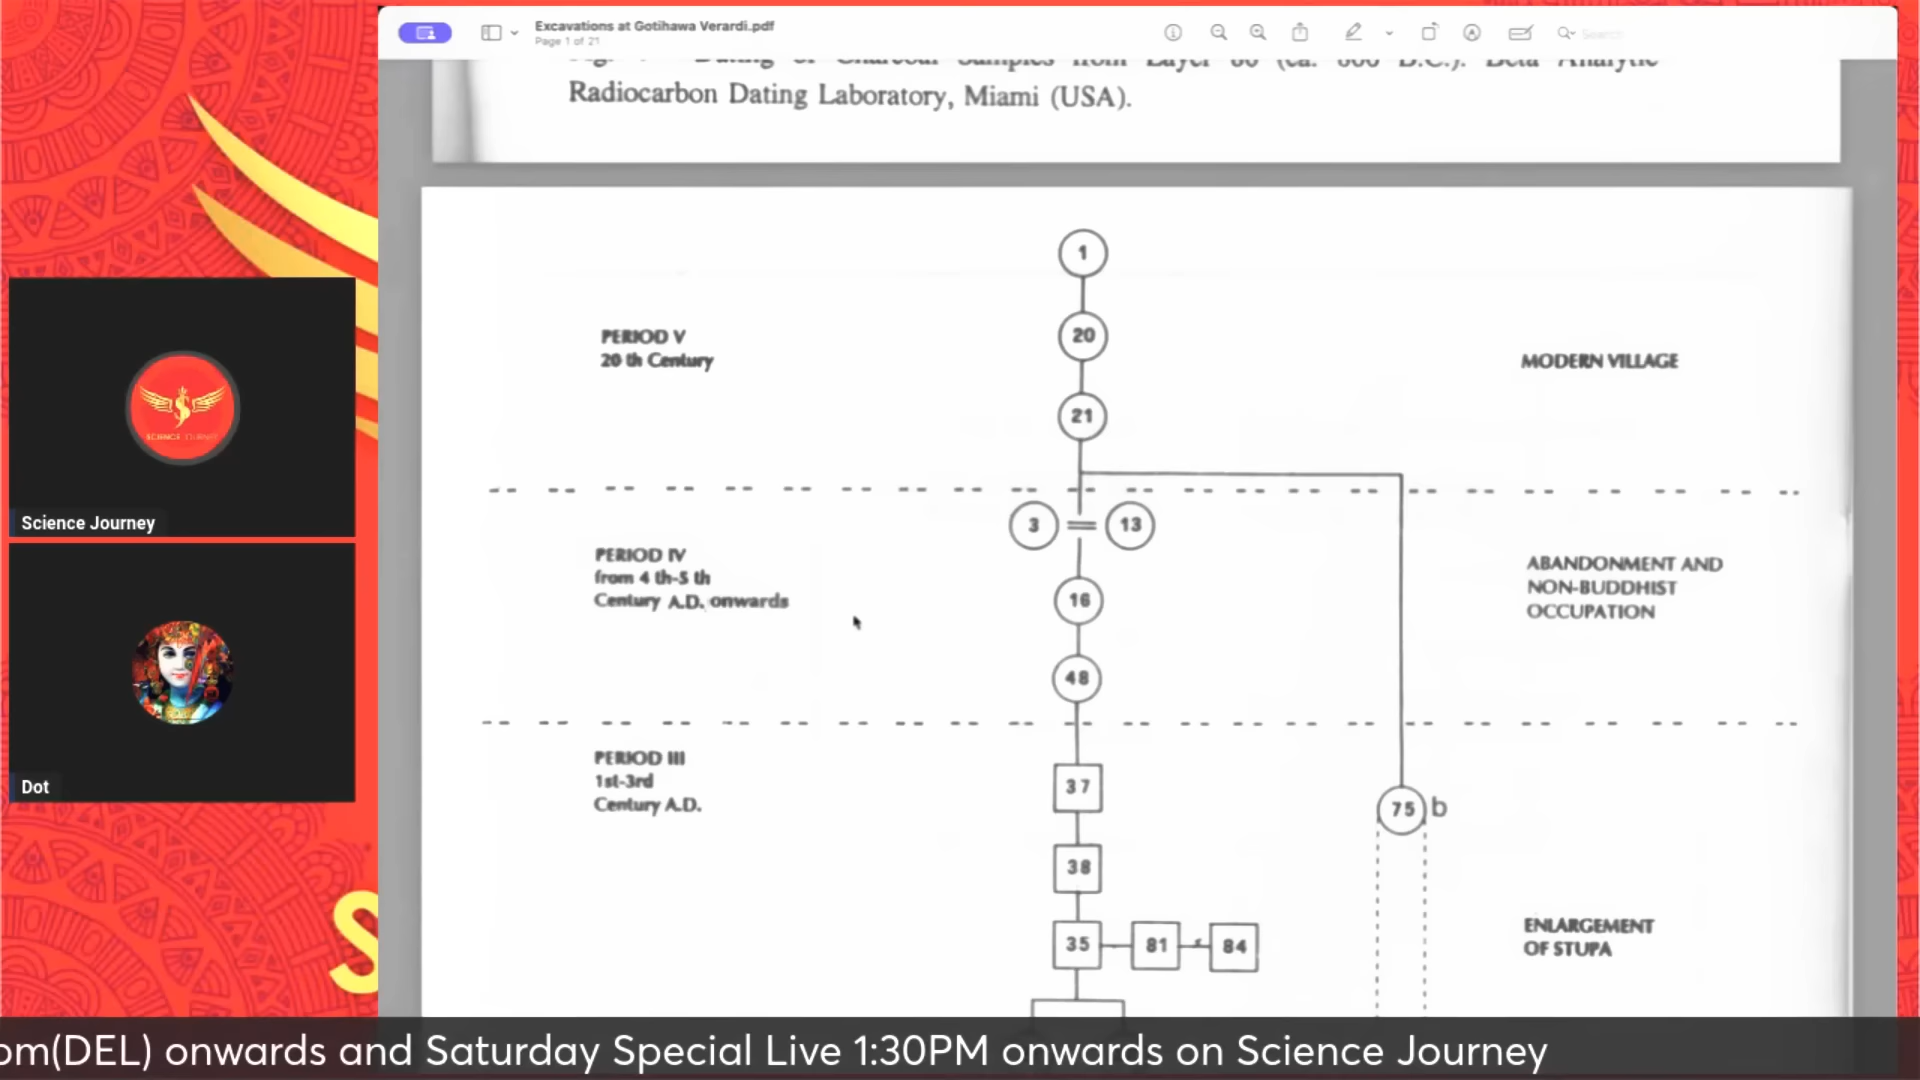 Excavations at Gotihawa Verardi.pdf
Page 1 of 21
Search
Radiocarbon Dating Laboratory, Miami (USA).
1
20
21
PERIOD V
20 th Century
MODERN VILLAGE
3
13
16
48
PERIOD IV
from 4 th-5 th
Century A.D. onwards
ABANDONMENT AND
NON-BUDDHIST
OCCUPATION
PERIOD III
1st-3rd
Century A.D.
37
38
35
81
84
75 b
ENLARGEMENT
OF STUPA
SCIENCE JOURNEY
Science Journey
Dot
S
om(DEL) onwards and Saturday Special Live 1:30PM onwards on Science Journey